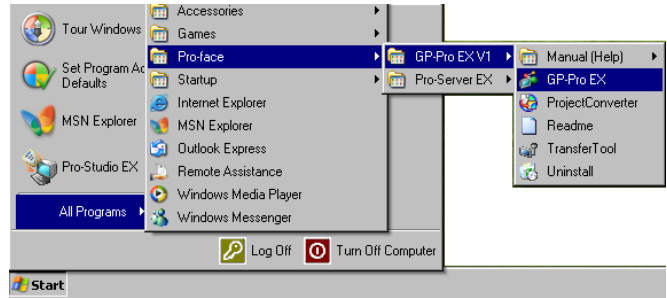 Tour Windows
Set Program Ac
Defaults
MSN Explorer
Pro-Studio EX
All Programs
Accessories
Games
Pro-face
Startup
Internet Explorer
MSN Explorer
Outlook Express
Remote Assistance
Windows Media Player
Windows Messenger
GP-Pro EX V1
Pro-Server EX
Manual (Help)
GP-Pro EX
ProjectConverter
Readme
TransferTool
Uninstall
Log Off
Turn Off Computer
Start